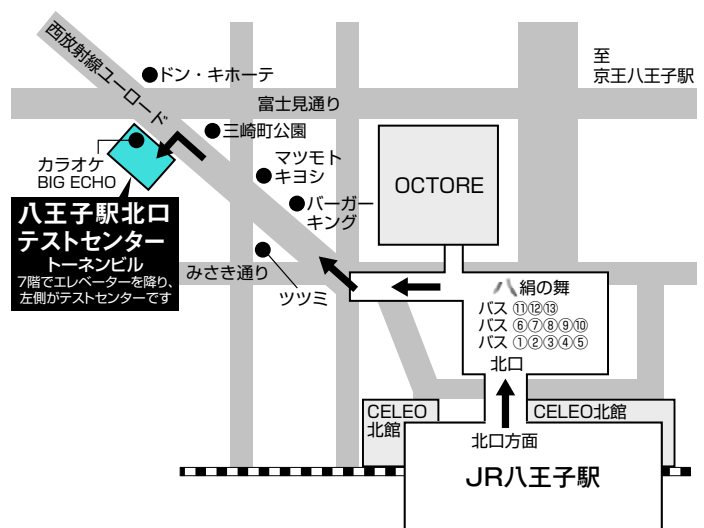 西放射線ユーロード
ドン・キホーテ
至
京王八王子駅
富士見通り
三崎町公園
カラオケ
BIG ECHO
マツモト
キヨシ
バーガー
キング
OCTORE
八王子駅北口
テストセンター
トーネンビル
7階でエレベーターを降り、
左側がテストセンターです
みさき通り
ツツミ
絹の舞
バス ⑪⑫⑬
バス ⑥⑦⑧⑨⑩
バス ①②③④⑤
北口
CELEO
北館
CELEO北館
北口方面
JR八王子駅